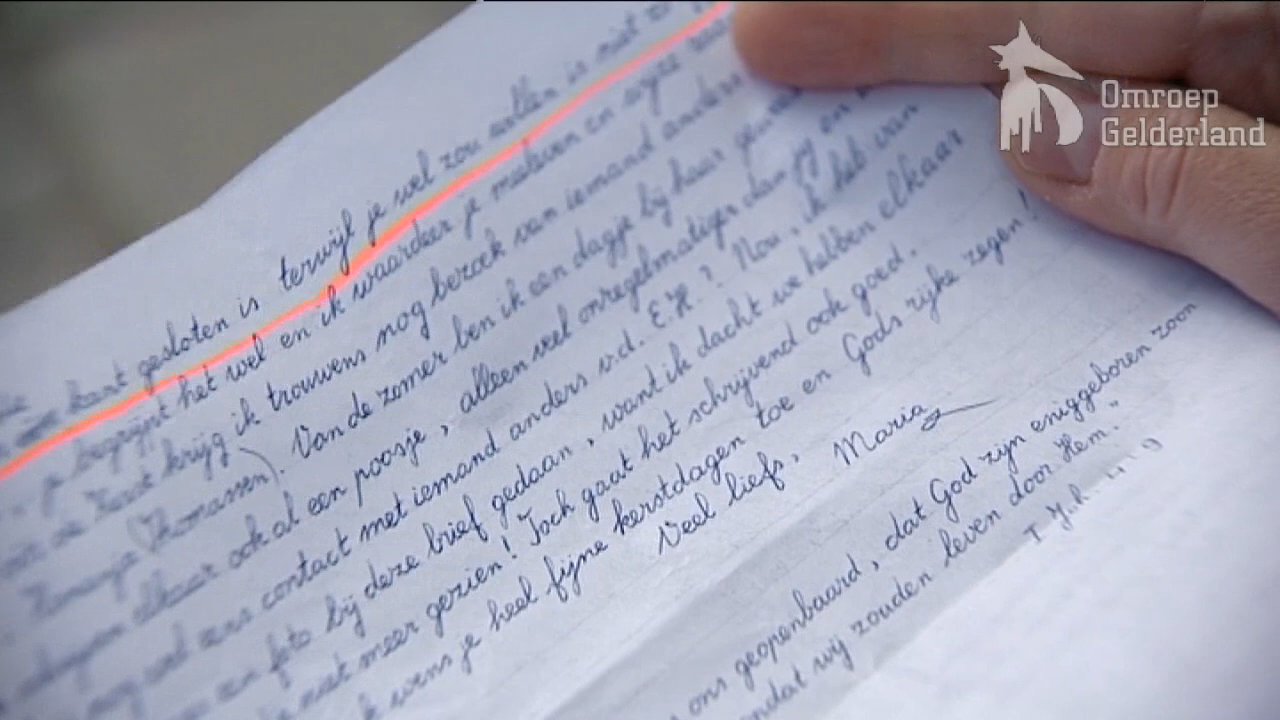 Omroep
Gelderland
kant gesloten is terwijl je wel zou willen is niet
je begrijpt het wel en ik waardeer je meeleven en wijze
krijg ik trouwens nog bezoek van iemand anders
(Thomassen). Van de zomer ben ik een dagje bij haar
elkaar ook al een poosje, alleen veel onregelmatiger dan jij en
nog wel eens contact met iemand anders v.d. E.H.? Nou, ik heb van
een foto bij deze brief gedaan, want ik dacht we hebben elkaar
niet meer gezien! Toch gaat het schrijvend ook goed.
k wens je heel fijne kerstdagen toe en Gods rijke zegen!
Veel liefs, Maria
ons geopenbaard, dat God zijn eniggeboren zoon
omdat wij zouden leven door Hem."